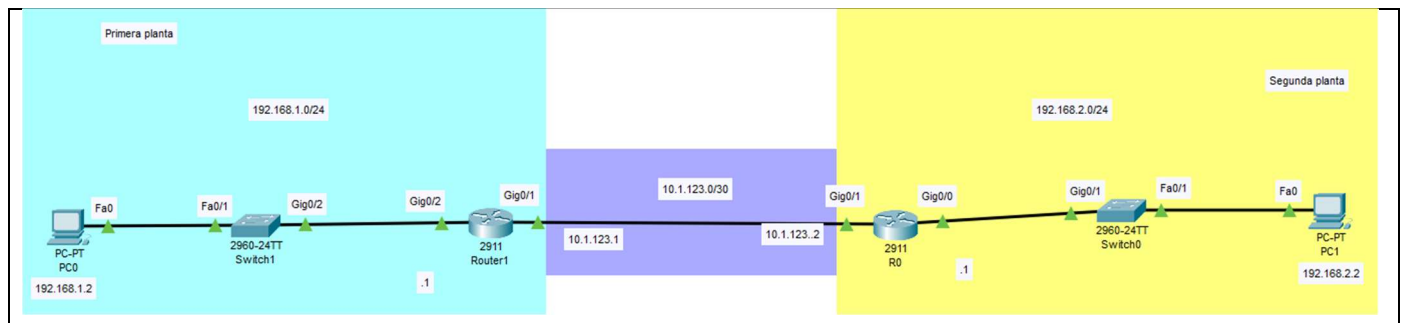 Primera planta
192.168.1.0/24
Fa0
Fa0/1
Gig0/2
Gig0/2
Gig0/1
PC-PT
PC0
192.168.1.2
2960-24TT
Switch1
2911
Router1
.1
10.1.123.0/30
10.1.123.1
10.1.123..2
Segunda planta
192.168.2.0/24
Gig0/1
Gig0/0
Gig0/1
Fa0/1
Fa0
2911
R0
.1
2960-24TT
Switch0
PC-PT
PC1
192.168.2.2